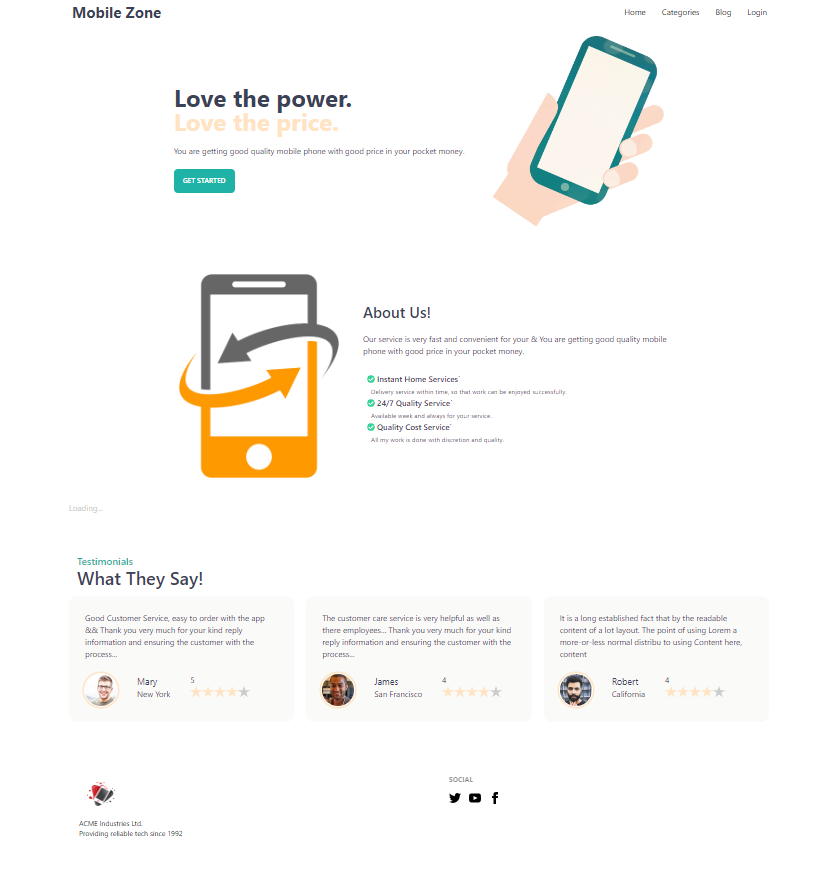 Mobile Zone
Home Categories Blog Login
Love the power.
Love the price.
You are getting good quality mobile phone with good price in your pocket money.
GET STARTED
About Us!
Our service is very fast and convenient for your & You are getting good quality mobile
phone with good price in your pocket money.
Instant Home Services`
Delivery service within time, so that work can be enjoyed successfully.
24/7 Quality Service`
Available week and always for your service.
Quality Cost Service`
All my work is done with discretion and quality.
Loading...
Testimonials
What They Say!
Good Customer Service, easy to order with the app
&& Thank you very much for your kind reply
information and ensuring the customer with the
process...
Mary
New York
5
The customer care service is very helpful as well as
there employees... Thank you very much for your kind
reply information and ensuring the customer with the
process...
James
San Francisco
4
It is a long established fact that by the readable
content of a lot layout. The point of using Lorem a
more-or-less normal distribu to using Content here,
content
Robert
California
4
SOCIAL
ACME Industries Ltd.
Providing reliable tech since 1992